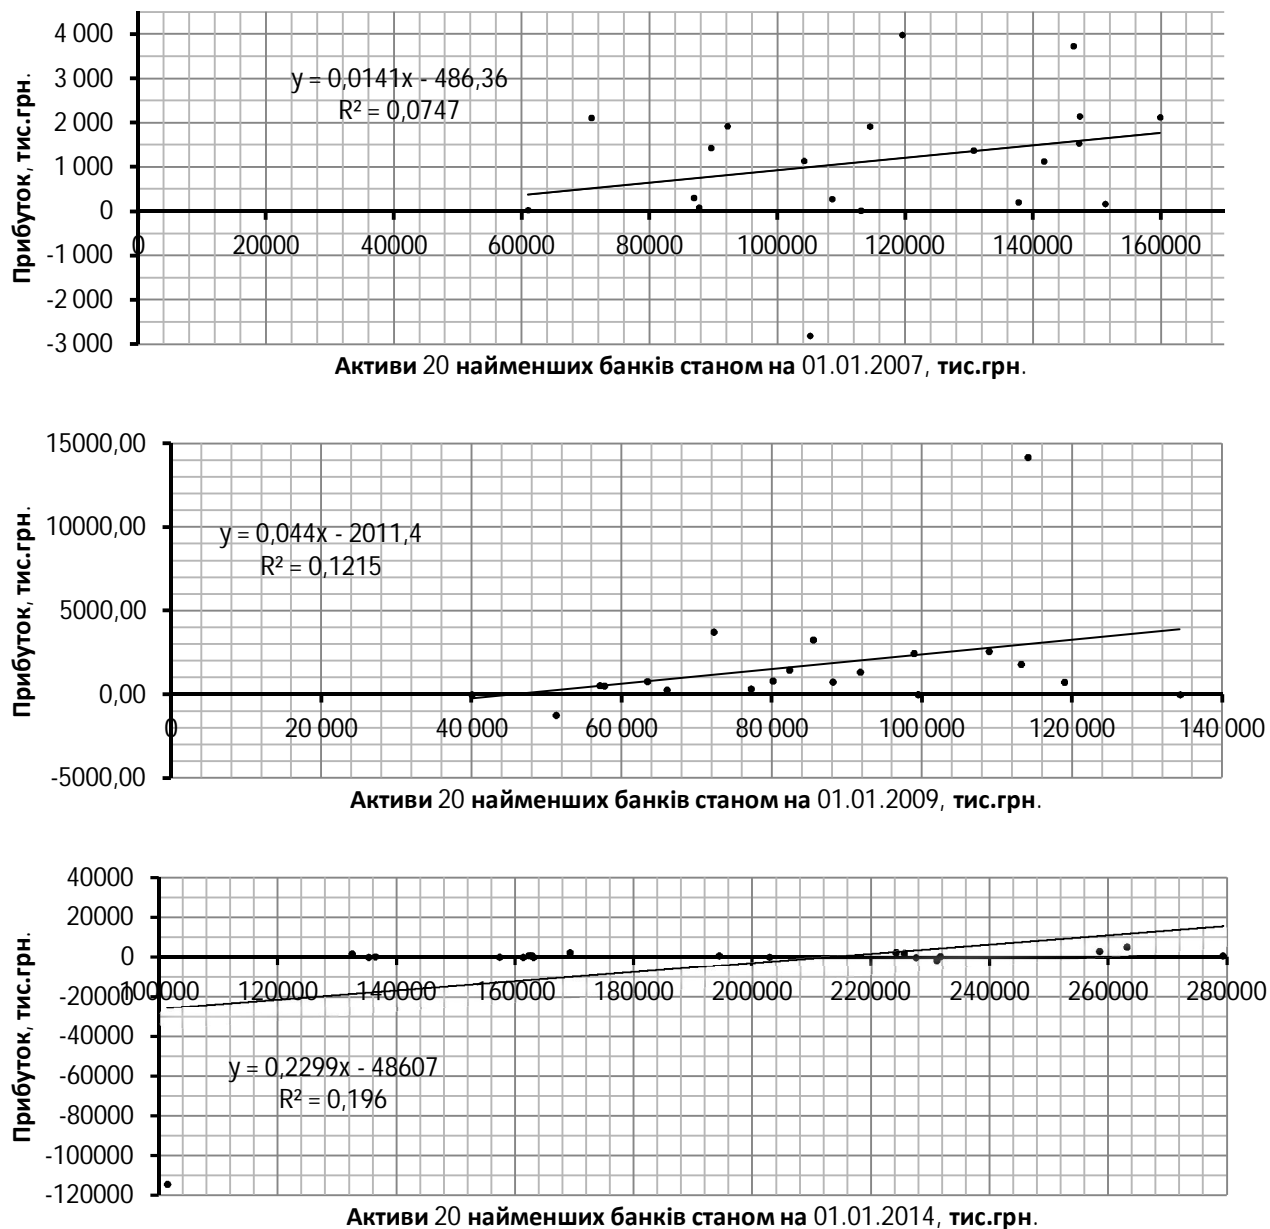 4 000
3 000
2 000
1 000
0
-1 000
-2 000
-3 000
Прибуток, тис.грн.
y = 0,0141x - 486,36
R² = 0,0747
0 20000 40000 60000 80000 100000 120000 140000 160000
Активи 20 найменших банків станом на 01.01.2007, тис.грн.
15000,00
10000,00
5000,00
0,00
-5000,00
Прибуток, тис.грн.
y = 0,044x - 2011,4
R² = 0,1215
0 20 000 40 000 60 000 80 000 100 000 120 000 140 000
Активи 20 найменших банків станом на 01.01.2009, тис.грн.
40000
20000
0
-20000
-40000
-60000
-80000
-100000
-120000
Прибуток, тис.грн.
100000 120000 140000 160000 180000 200000 220000 240000 260000 280000
y = 0,2299x - 48607
R² = 0,196
Активи 20 найменших банків станом на 01.01.2014, тис.грн.